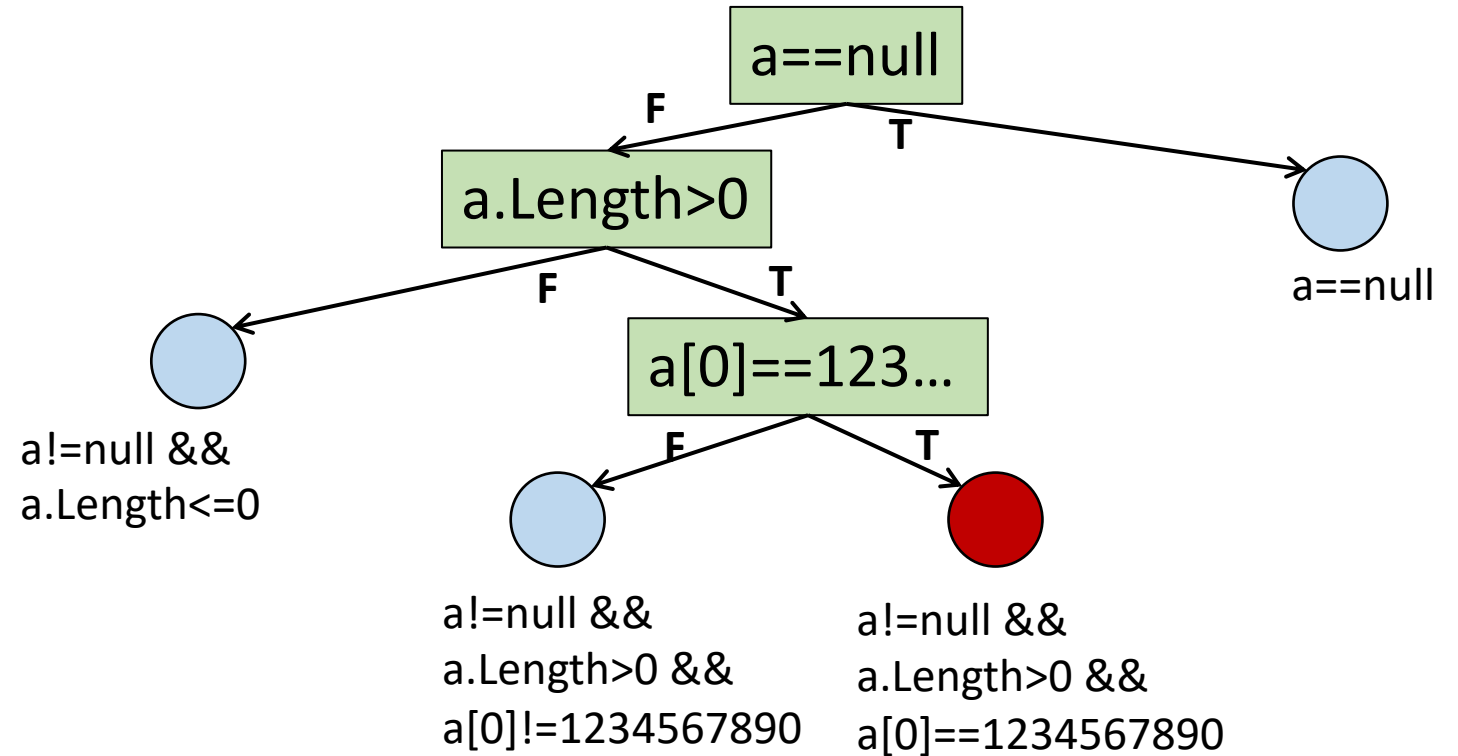 a==null
F
T
a.Length>0
a==null
F
T
a[0]==123…
a!=null &&
a.Length<=0
F
T
a!=null &&
a.Length>0 &&
a[0]!=1234567890
a!=null &&
a.Length>0 &&
a[0]==1234567890